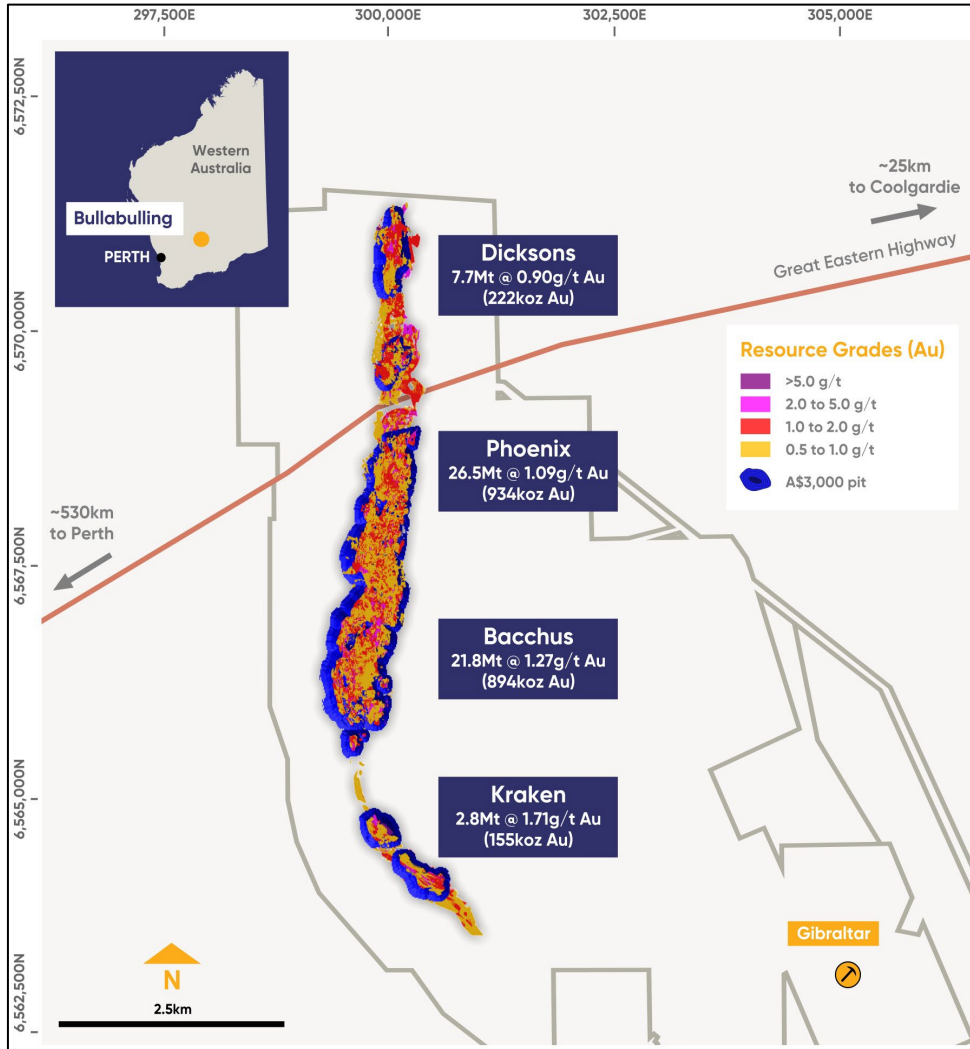 297,500E
300,000E
302,500E
305,000E
6,572,500N
6,570,000N
6,567,500N
6,565,000N
6,562,500N
Western
Australia
Bullabulling
PERTH
~25km
to Coolgardie
Great Eastern Highway
Dicksons
7.7Mt @ 0.90g/t Au
(222koz Au)
Resource Grades (Au)
>5.0 g/t
2.0 to 5.0 g/t
1.0 to 2.0 g/t
0.5 to 1.0 g/t
A$3,000 pit
Phoenix
26.5Mt @ 1.09g/t Au
(934koz Au)
~530km
to Perth
Bacchus
21.8Mt @ 1.27g/t Au
(894koz Au)
Kraken
2.8Mt @ 1.71g/t Au
(155koz Au)
Gibraltar
N
2.5km